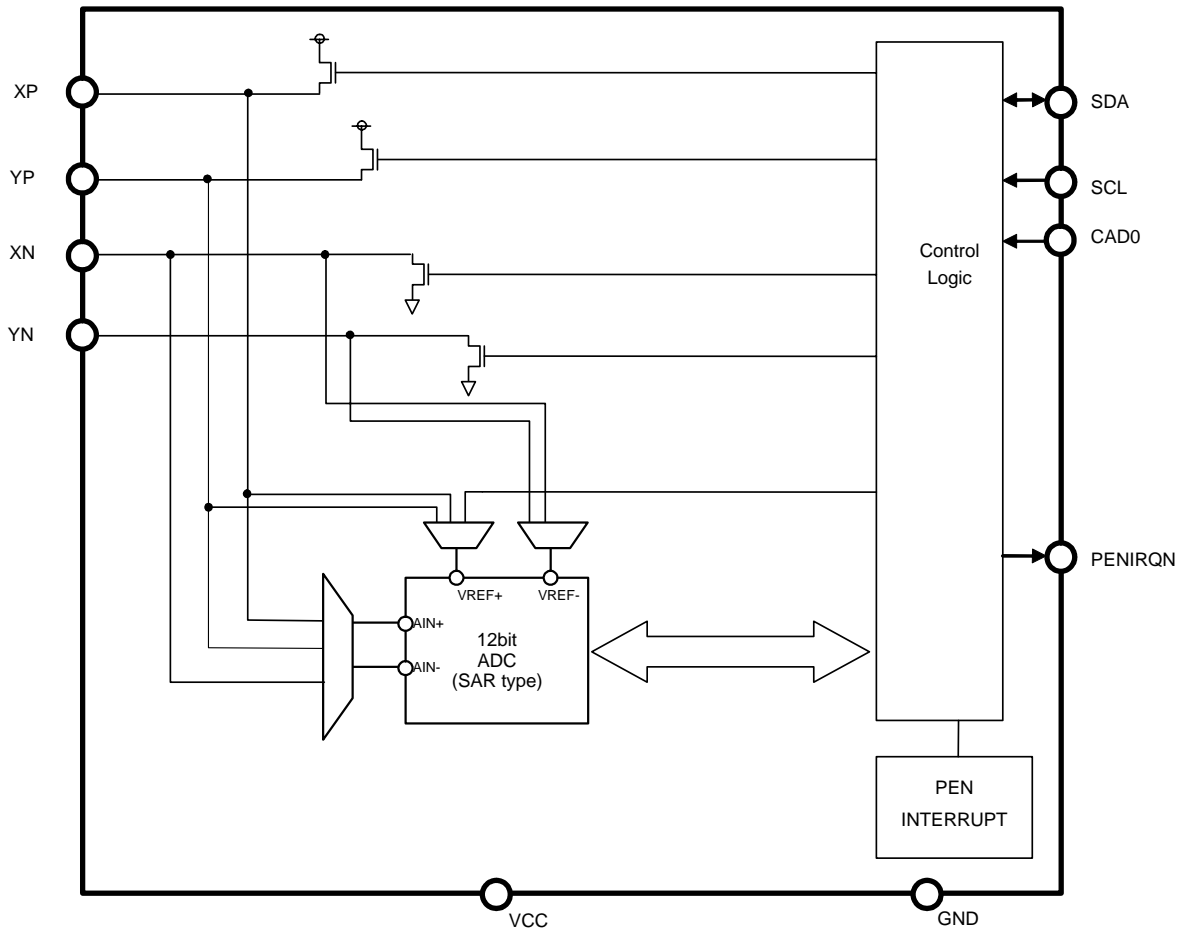 XP
SDA
YP
SCL
XN
CAD0
Control
Logic
YN
PENIRQN
VREF+
VREF-
AIN+
12bit
ADC
AIN-
(SAR type)
PEN
INTERRUPT
VCC
GND